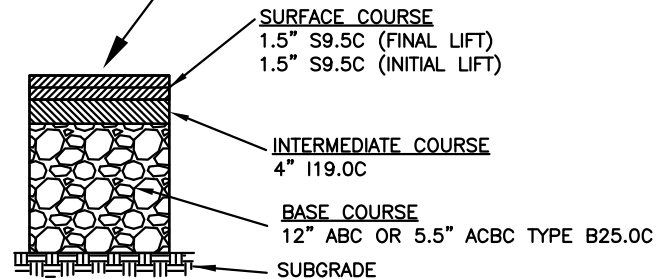 SURFACE COURSE
1.5" S9.5C (FINAL LIFT)
1.5" S9.5C (INITIAL LIFT)
INTERMEDIATE COURSE
4" I19.0C
BASE COURSE
12" ABC OR 5.5" ACBC TYPE B25.0C
SUBGRADE